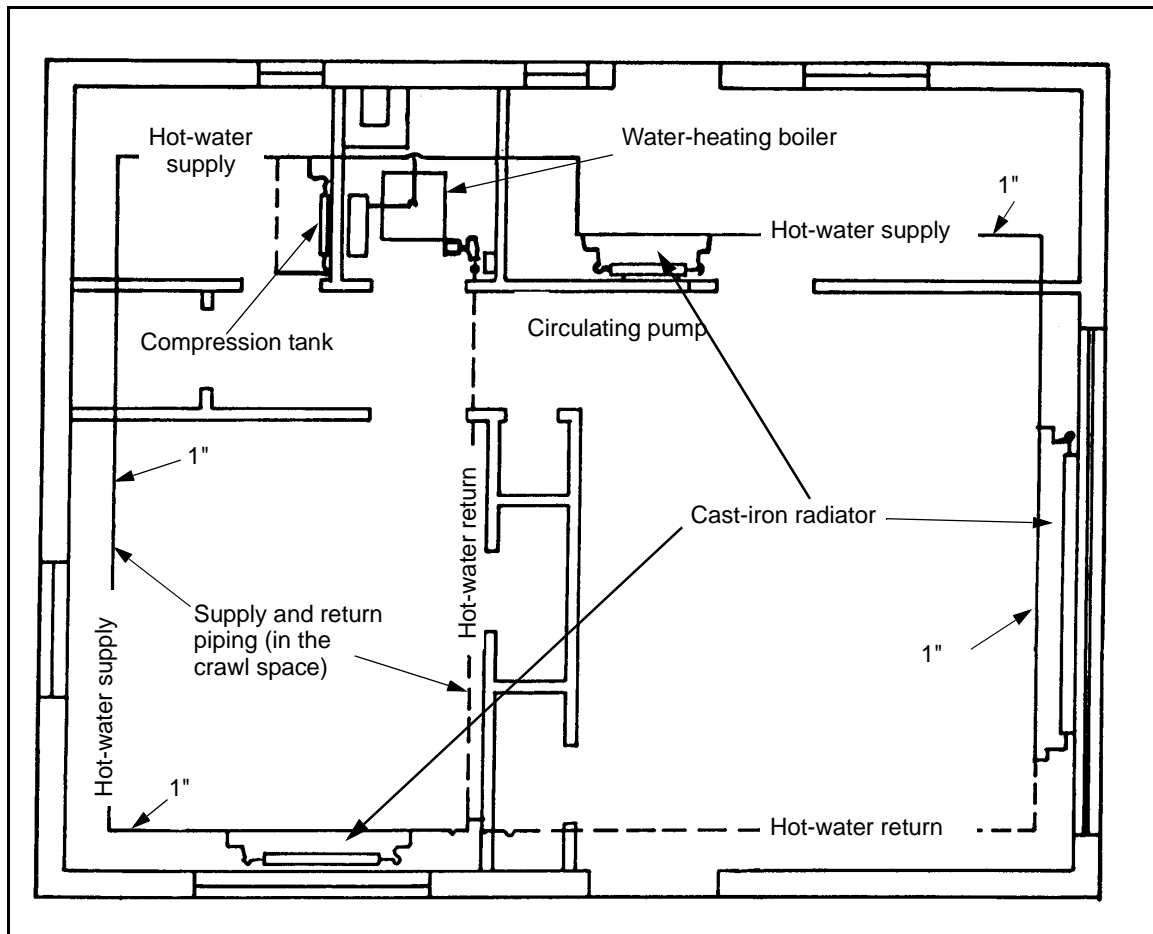 Hot-water
supply
Water-heating boiler
1"
Hot-water supply
Compression tank
Circulating pump
1"
Hot-water return
Cast-iron radiator
Supply and return
piping (in the
crawl space)
1"
Hot-water supply
1"
Hot-water return